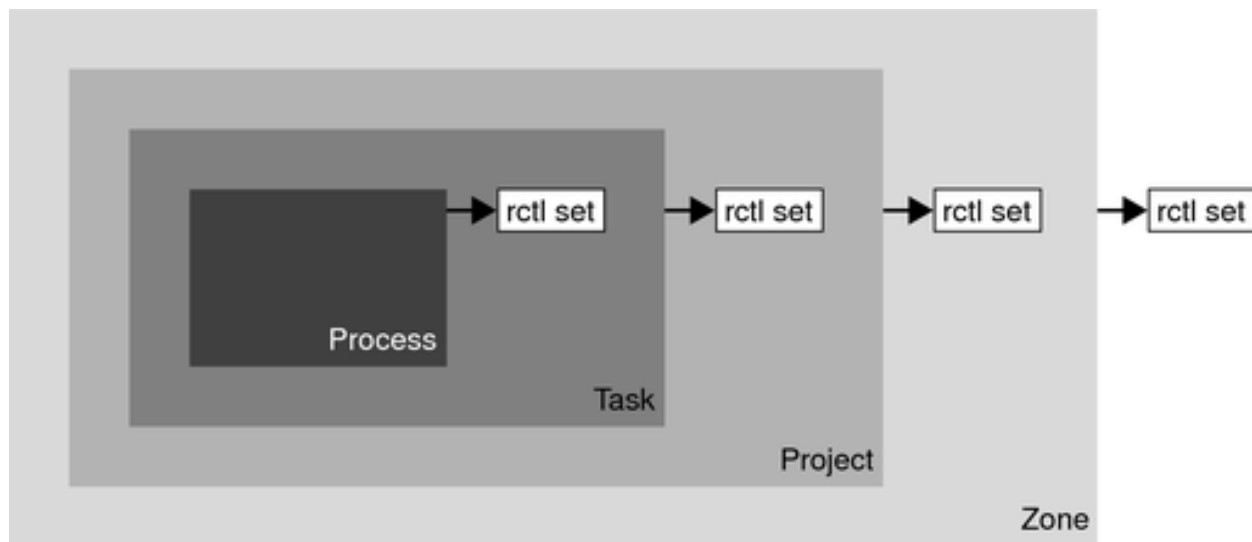 rctl set
rctl set
rctl set
rctl set
Process
Task
Project
Zone